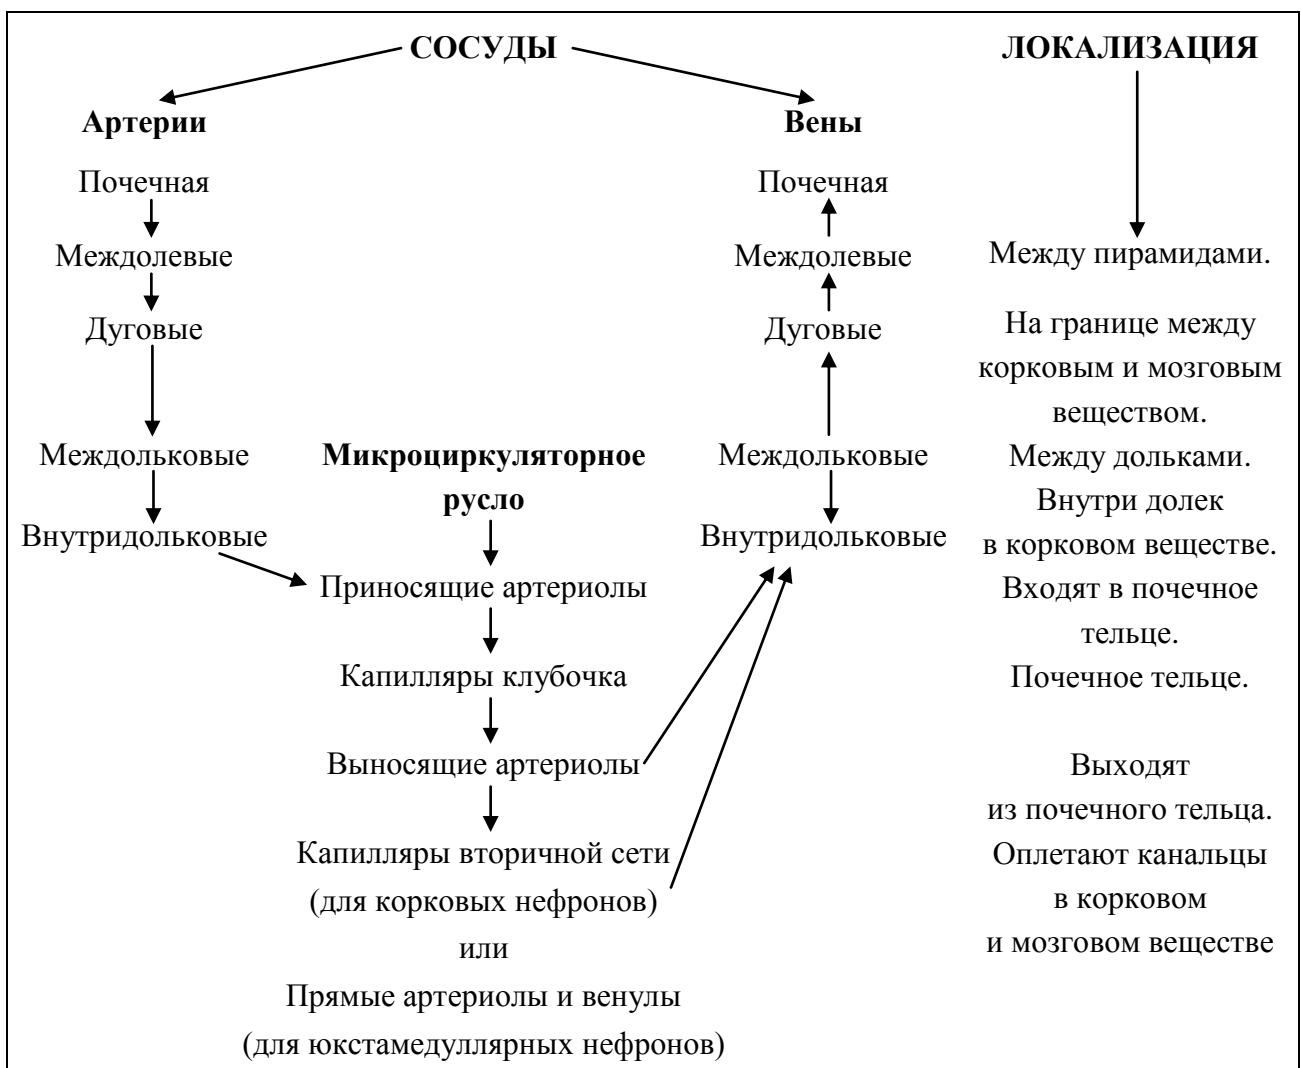 СОСУДЫ
ЛОКАЛИЗАЦИЯ
Артерии
Вены
Почечная
Почечная
Междолевые
Междолевые
Между пирамидами.
Дуговые
Дуговые
На границе между
корковым и мозговым
веществом.
Междольковые
Микроциркуляторное
русло
Междольковые
Между дольками.
Внутридольковые
Внутридольковые
Внутри долек
в корковом веществе.
Приносящие артериолы
Входят в почечное
тельце.
Капилляры клубочка
Почечное тельце.
Выносящие артериолы
Выходят
из почечного тельца.
Капилляры вторичной сети
(для корковых нефронов)
или
Прямые артериолы и венулы
(для юкстамедуллярных нефронов)
Оплетают канальцы
в корковом
и мозговом веществе